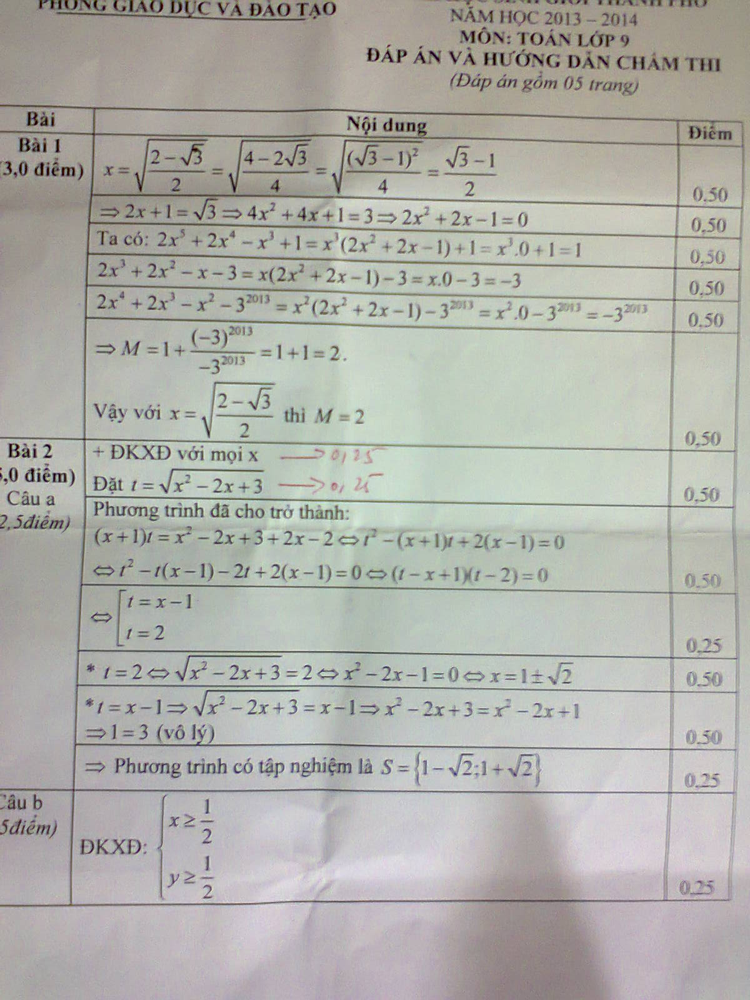 PHÒNG GIÁO DỤC VÀ ĐÀO TẠO
NĂM HỌC 2013 – 2014
MÔN: TOÁN LỚP 9
ĐÁP ÁN VÀ HƯỚNG DẪN CHẤM THI
(Đáp án gồm 05 trang)
Bài Nội dung Điểm
Bài 1
(3,0 điểm)
x = √((2 − √3)/2) = √((4 − 2√3)/4) = √((√3 − 1)²/4) = (√3 − 1)/2 0.50
⇒ 2x + 1 = √3 ⇒ 4x² + 4x + 1 = 3 ⇒ 2x² + 2x − 1 = 0 0,50
Ta có: 2x⁵ + 2x⁴ − x³ + 1 = x³(2x² + 2x − 1) + 1 = x³.0 + 1 = 1 0,50
2x³ + 2x² − x − 3 = x(2x² + 2x − 1) − 3 = x.0 − 3 = −3 0,50
2x⁴ + 2x³ − x² − 3²⁰¹³ = x²(2x² + 2x − 1) − 3²⁰¹³ = x².0 − 3²⁰¹³ = −3²⁰¹³ 0,50
⇒ M = 1 + (−3)²⁰¹³/−3²⁰¹³ = 1 + 1 = 2.
Vậy với x = √((2 − √3)/2) thì M = 2 0,50
Bài 2
,0 điểm)
Câu a
2,5điểm)
+ ĐKXĐ với mọi x → 0,25
Đặt t = √(x² − 2x + 3) → 0,25 0,50
Phương trình đã cho trở thành:
(x + 1)t = x² − 2x + 3 + 2x − 2 ⇔ t² − (x + 1)t + 2(x − 1) = 0
⇔ t² − t(x − 1) − 2t + 2(x − 1) = 0 ⇔ (t − x + 1)(t − 2) = 0 0.50
⇔ [ t = x − 1
t = 2 0,25
* t = 2 ⇔ √(x² − 2x + 3) = 2 ⇔ x² − 2x − 1 = 0 ⇔ x = 1 ± √2 0.50
* t = x − 1 ⇒ √(x² − 2x + 3) = x − 1 ⇒ x² − 2x + 3 = x² − 2x + 1
⇒ 1 = 3 (vô lý) 0.50
⇒ Phương trình có tập nghiệm là S = {1 − √2; 1 + √2} 0.25
Câu b
5điểm)
ĐKXĐ: { x ≥ 1/2
y ≥ 1/2 0.25